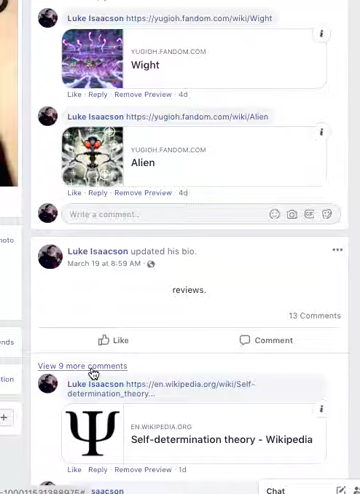 Luke Isaacson https://yugioh.fandom.com/wiki/Wight
YUGIOH.FANDOM.COM
Wight
Like · Reply · Remove Preview · 4d
Luke Isaacson https://yugioh.fandom.com/wiki/Alien
YUGIOH.FANDOM.COM
Alien
Like · Reply · Remove Preview · 4d
Write a comment...
hoto
Luke Isaacson updated his bio.
March 19 at 8:59 AM ·
reviews.
13 Comments
ends
Like
Comment
View 9 more comments
tion
Luke Isaacson https://en.wikipedia.org/wiki/Self-
determination_theory...
EN.WIKIPEDIA.ORG
Self-determination theory - Wikipedia
Like · Reply · Remove Preview · 1d
saacson
Chat